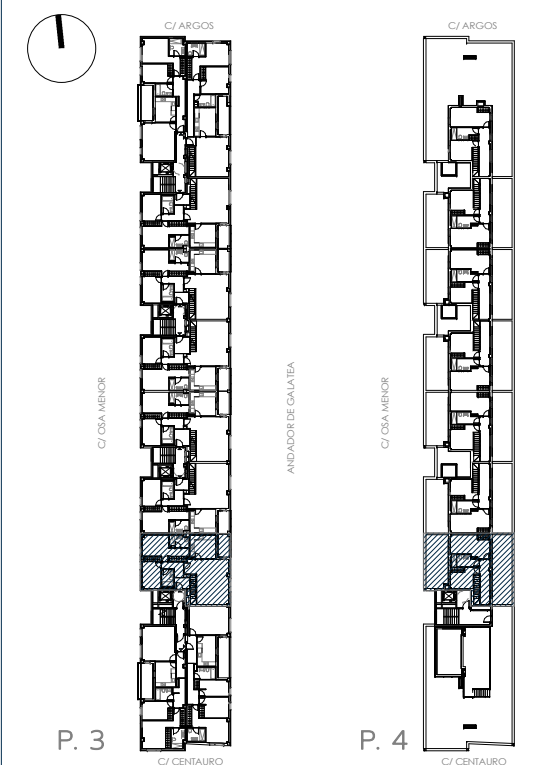 C/ ARGOS
C/ ARGOS
C/ OSA MENOR
ANDADOR DE GALATEA
C/ OSA MENOR
P. 3
P. 4
C/ CENTAURO
C/ CENTAURO